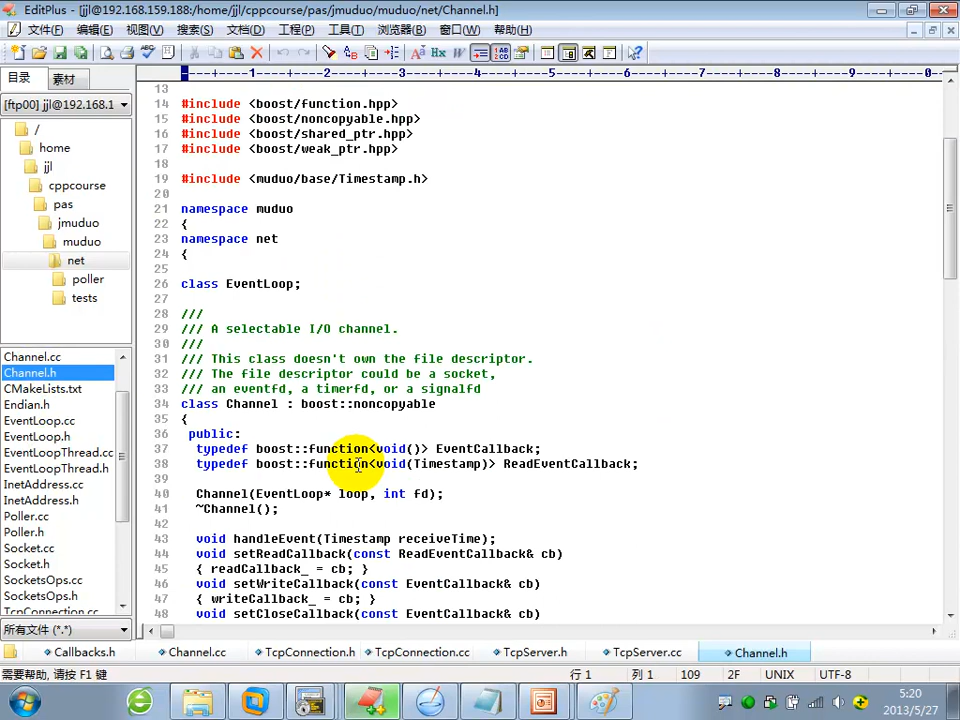 EditPlus - [jjl@192.168.159.188:/home/jjl/cppcourse/pas/jmuduo/muduo/net/Channel.h]
文件(F) 编辑(E) 视图(V) 搜索(S) 文档(D) 工程(P) 工具(T) 浏览器(B) 窗口(W) 帮助(H)
目录 素材
----+----1----+----2----+----3----+----4----+----5----+----6----+----7----+----8----+----9----+----0--
[ftp00] jjl@192.168.1
/
home
jjl
cppcourse
pas
jmuduo
muduo
net
poller
tests
Channel.cc
Channel.h
CMakeLists.txt
Endian.h
EventLoop.cc
EventLoop.h
EventLoopThread.cc
EventLoopThread.h
InetAddress.cc
InetAddress.h
Poller.cc
Poller.h
Socket.cc
Socket.h
SocketsOps.cc
SocketsOps.h
TcpConnection.cc
所有文件 (*.*)
13
14 #include <boost/function.hpp>
15 #include <boost/noncopyable.hpp>
16 #include <boost/shared_ptr.hpp>
17 #include <boost/weak_ptr.hpp>
18
19 #include <muduo/base/Timestamp.h>
20
21 namespace muduo
22 {
23 namespace net
24 {
25
26 class EventLoop;
27
28 ///
29 /// A selectable I/O channel.
30 ///
31 /// This class doesn't own the file descriptor.
32 /// The file descriptor could be a socket,
33 /// an eventfd, a timerfd, or a signalfd
34 class Channel : boost::noncopyable
35 {
36 public:
37 typedef boost::function<void()> EventCallback;
38 typedef boost::function<void(Timestamp)> ReadEventCallback;
39
40 Channel(EventLoop* loop, int fd);
41 ~Channel();
42
43 void handleEvent(Timestamp receiveTime);
44 void setReadCallback(const ReadEventCallback& cb)
45 { readCallback_ = cb; }
46 void setWriteCallback(const EventCallback& cb)
47 { writeCallback_ = cb; }
48 void setCloseCallback(const EventCallback& cb)
Callbacks.h Channel.cc TcpConnection.h TcpConnection.cc TcpServer.h TcpServer.cc Channel.h
需要帮助, 请按 F1 键 行 1 列 1 109 2F UNIX UTF-8
5:20
2013/5/27